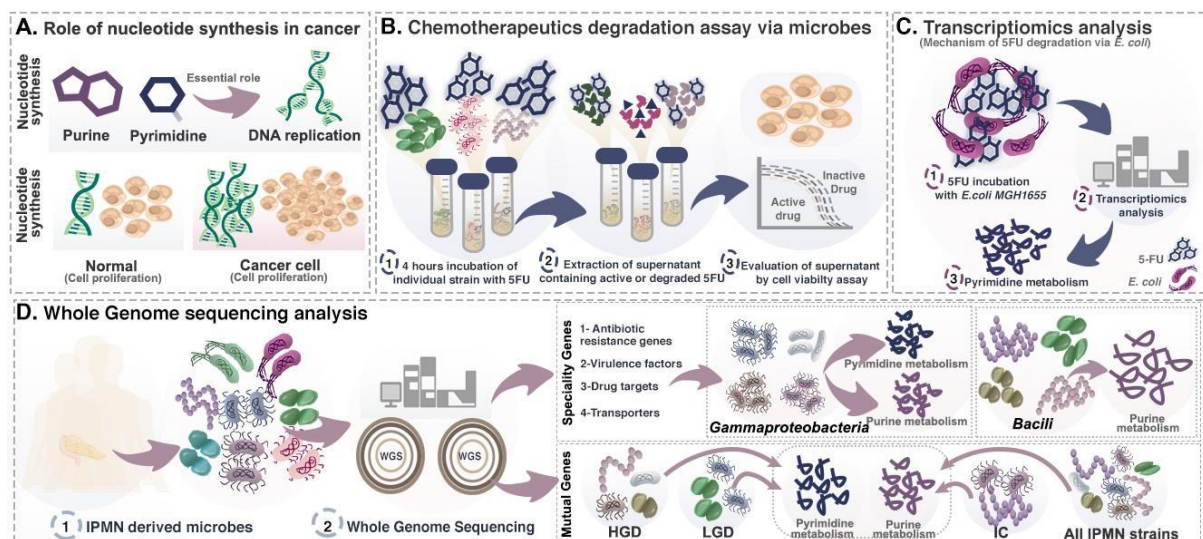 A. Role of nucleotide synthesis in cancer
Nucleotide
synthesis
Essential role
Purine
Pyrimidine
DNA replication
Nucleotide
synthesis
Normal
(Cell proliferation)
Cancer cell
(Cell proliferation)
B. Chemotherapeutics degradation assay via microbes
Inactive
Drug
Active
drug
1 4 hours incubation of
individual strain with 5FU
2 Extraction of supernatant
containing active or degraded 5FU
3 Evaluation of supernatant
by cell viabilty assay
C. Transcriptiomics analysis
(Mechanism of 5FU degradation via E. coli)
1 5FU incubation
with E.coli MGH1655
2 Transcriptiomics
analysis
3 Pyrimidine metabolism
5-FU
E. coli
D. Whole Genome sequencing analysis
1 IPMN derived microbes
WGS
WGS
2 Whole Genome Sequencing
Speciality Genes
1- Antibiotic
resistance genes
2-Virulence factors
3-Drug targets
4-Transporters
Gammaproteobacteria
Pyrimidine metabolism
Purine metabolism
Bacili
Purine
metabolism
Mutual Genes
HGD
LGD
Pyrimidine
metabolism
Purine
metabolism
IC
All IPMN strains